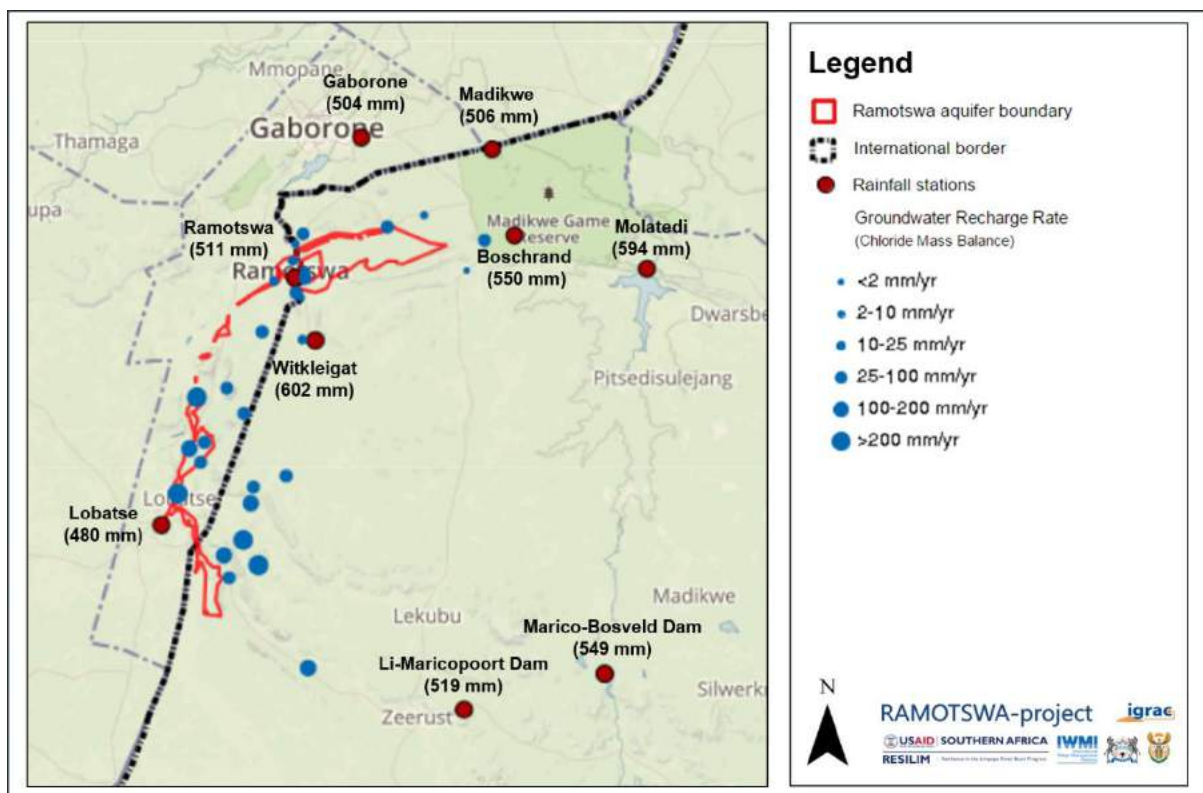 Mmopane
Gaborone
(504 mm)
Madikwe
(506 mm)
Gaborone
Thamaga
upa
Ramotswa
(511 mm)
Ramotswa
Madikwe Game
Reserve
Boschrand
(550 mm)
Molatedi
(594 mm)
Dwarsbe
Witkleigat
(602 mm)
Pitsedisulejang
Lobatse
Lobatse
(480 mm)
Lekubu
Madikwe
Marico-Bosveld Dam
(549 mm)
Li-Maricopoort Dam
(519 mm)
Zeerust
Silwerk
Legend
Ramotswa aquifer boundary
International border
Rainfall stations
Groundwater Recharge Rate
(Chloride Mass Balance)
<2 mm/yr
2-10 mm/yr
10-25 mm/yr
25-100 mm/yr
100-200 mm/yr
>200 mm/yr
N
RAMOTSWA-project
igrac
USAID SOUTHERN AFRICA
RESILIM
IWMI